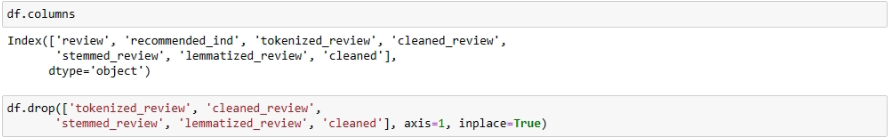 df.columns
Index(['review', 'recommended_ind', 'tokenized_review', 'cleaned_review',
       'stemmed_review', 'lemmatized_review', 'cleaned'],
      dtype='object')
df.drop(['tokenized_review', 'cleaned_review',
       'stemmed_review', 'lemmatized_review', 'cleaned'], axis=1, inplace=True)